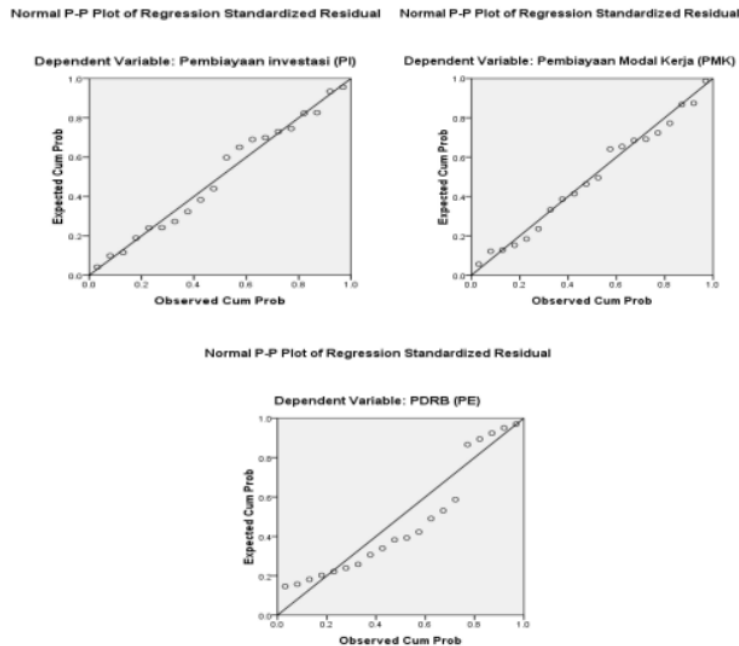 Normal P-P Plot of Regression Standardized Residual
Dependent Variable: Pembiayaan investasi (PI)
Expected Cum Prob
1.0
0.8
0.6
0.4
0.2
0.0
0.0 0.2 0.4 0.6 0.8 1.0
Observed Cum Prob
Normal P-P Plot of Regression Standardized Residual
Dependent Variable: Pembiayaan Modal Kerja (PMK)
Expected Cum Prob
1.0
0.8
0.6
0.4
0.2
0.0
0.0 0.2 0.4 0.6 0.8 1.0
Observed Cum Prob
Normal P-P Plot of Regression Standardized Residual
Dependent Variable: PDRB (PE)
Expected Cum Prob
1.0
0.8
0.6
0.4
0.2
0.0
0.0 0.2 0.4 0.6 0.8 1.0
Observed Cum Prob